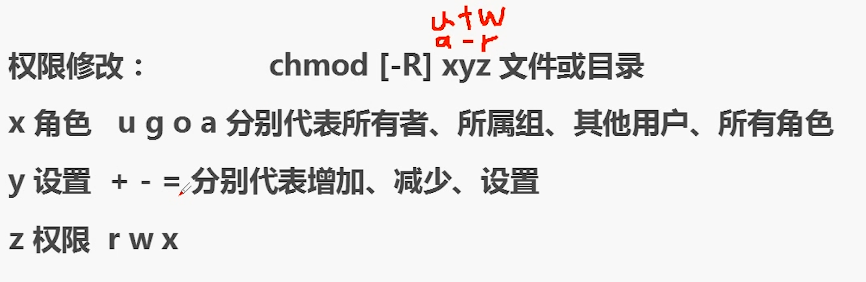 u+w
a-r
权限修改： chmod [-R] xyz 文件或目录
x 角色 u g o a 分别代表所有者、所属组、其他用户、所有角色
y 设置 + - = 分别代表增加、减少、设置
z 权限 r w x